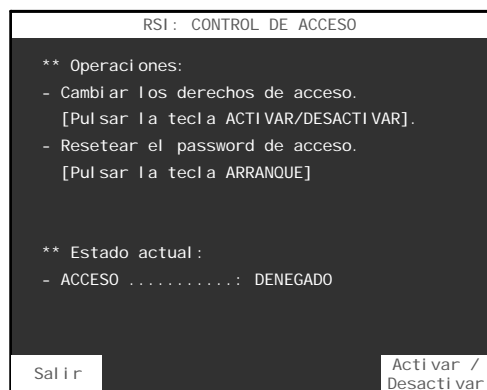 RSI: CONTROL DE ACCESO
** Operaciones:
- Cambiar los derechos de acceso.
[Pulsar la tecla ACTIVAR/DESACTIVAR].
- Resetear el password de acceso.
[Pulsar la tecla ARRANQUE]
** Estado actual:
- ACCESO ...........: DENEGADO
Salir
Activar /
Desactivar